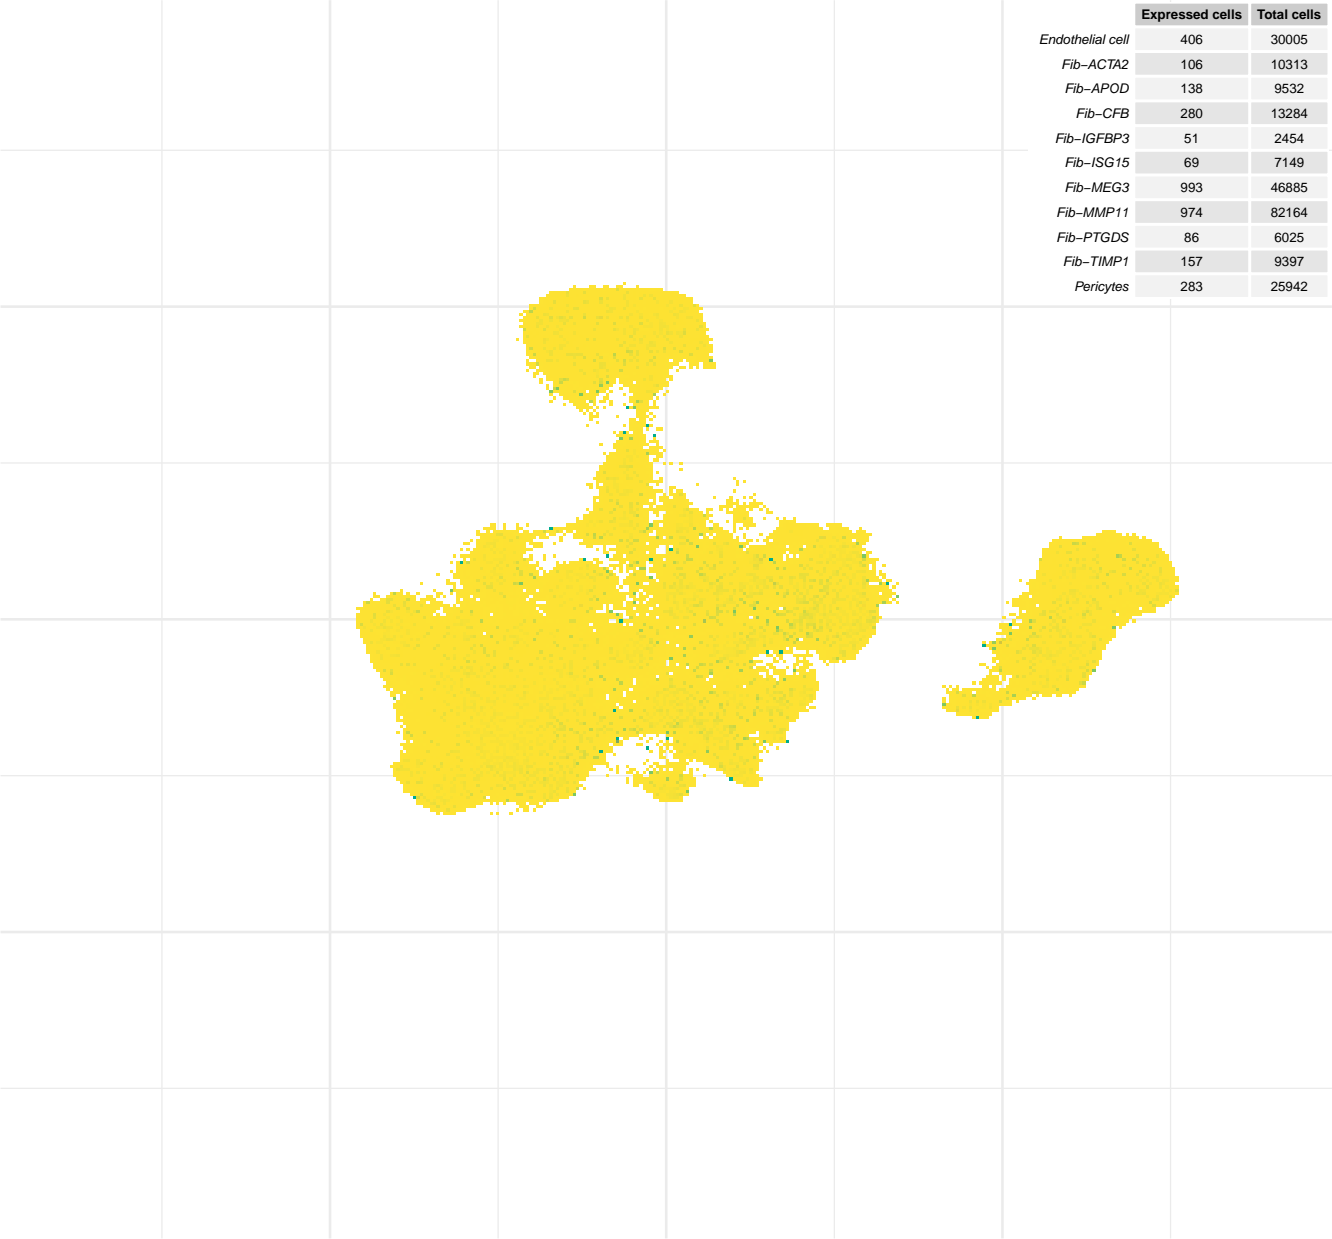 Expressed cells Total cells
Endothelial cell 406 30005
Fib−ACTA2 106 10313
Fib−APOD 138 9532
Fib−CFB 280 13284
Fib−IGFBP3 51 2454
Fib−ISG15 69 7149
Fib−MEG3 993 46885
Fib−MMP11 974 82164
Fib−PTGDS 86 6025
Fib−TIMP1 157 9397
Pericytes 283 25942